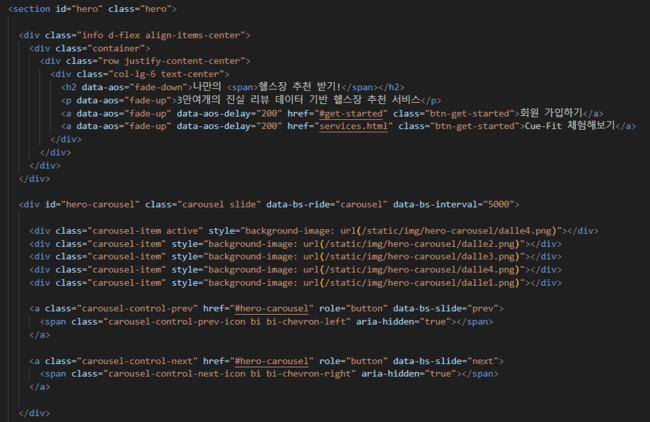 <section id="hero" class="hero">
<div class="info d-flex align-items-center">
<div class="container">
<div class="row justify-content-center">
<div class="col-lg-6 text-center">
<h2 data-aos="fade-down">나만의 <span>헬스장 추천 받기!</span></h2>
<p data-aos="fade-up">3만여개의 진실 리뷰 데이터 기반 헬스장 추천 서비스</p>
<a data-aos="fade-up" data-aos-delay="200" href="#get-started" class="btn-get-started">회원 가입하기</a>
<a data-aos="fade-up" data-aos-delay="200" href="services.html" class="btn-get-started">Cue-Fit 체험해보기</a>
</div>
</div>
</div>
</div>
<div id="hero-carousel" class="carousel slide" data-bs-ride="carousel" data-bs-interval="5000">
<div class="carousel-item active" style="background-image: url(/static/img/hero-carousel/dalle4.png)"></div>
<div class="carousel-item" style="background-image: url(/static/img/hero-carousel/dalle2.png)"></div>
<div class="carousel-item" style="background-image: url(/static/img/hero-carousel/dalle3.png)"></div>
<div class="carousel-item" style="background-image: url(/static/img/hero-carousel/dalle4.png)"></div>
<div class="carousel-item" style="background-image: url(/static/img/hero-carousel/dalle1.png)"></div>
<a class="carousel-control-prev" href="#hero-carousel" role="button" data-bs-slide="prev">
<span class="carousel-control-prev-icon bi bi-chevron-left" aria-hidden="true"></span>
</a>
<a class="carousel-control-next" href="#hero-carousel" role="button" data-bs-slide="next">
<span class="carousel-control-next-icon bi bi-chevron-right" aria-hidden="true"></span>
</a>
</div>